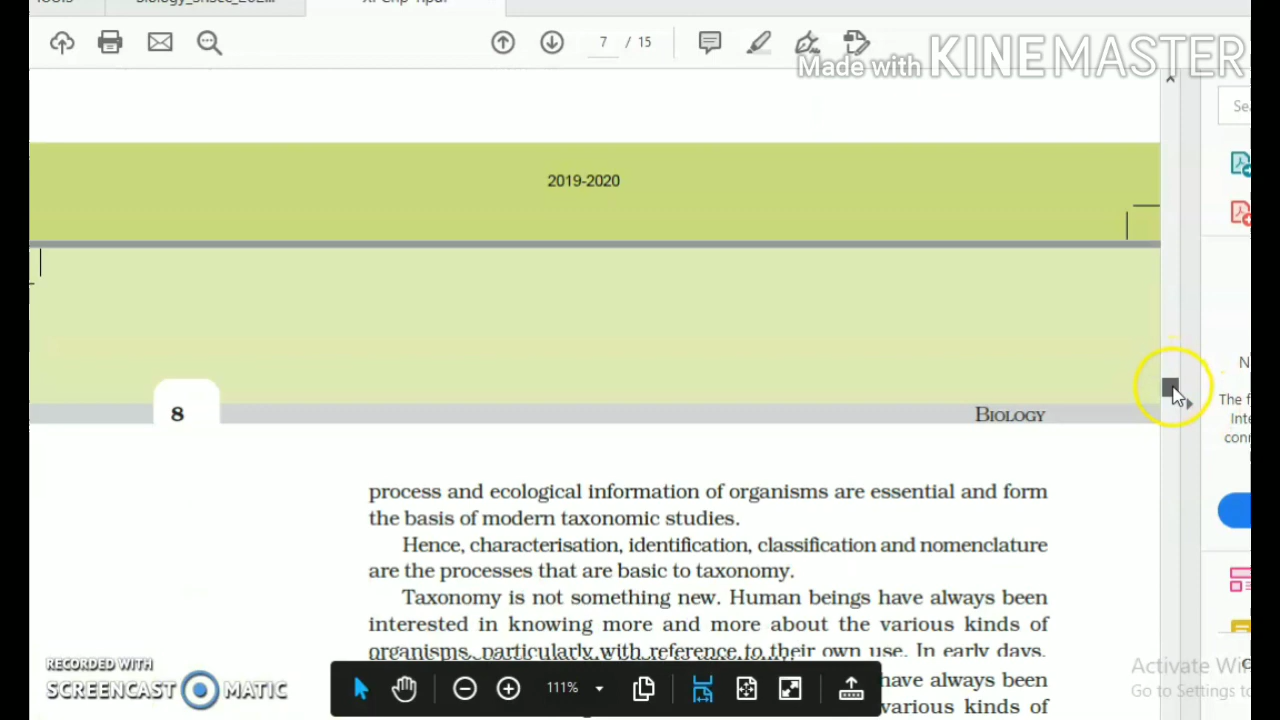 7 / 15
Made with KINEMASTER
Sea
2019-2020
N
The f
Inte
conn
8
BIOLOGY
process and ecological information of organisms are essential and form
the basis of modern taxonomic studies.
Hence, characterisation, identification, classification and nomenclature
are the processes that are basic to taxonomy.
Taxonomy is not something new. Human beings have always been
interested in knowing more and more about the various kinds of
organisms, particularly with reference to their own use. In early days,
have always been
various kinds of
RECORDED WITH
SCREENCAST MATIC
111%
Activate Wi
Go to Settings to